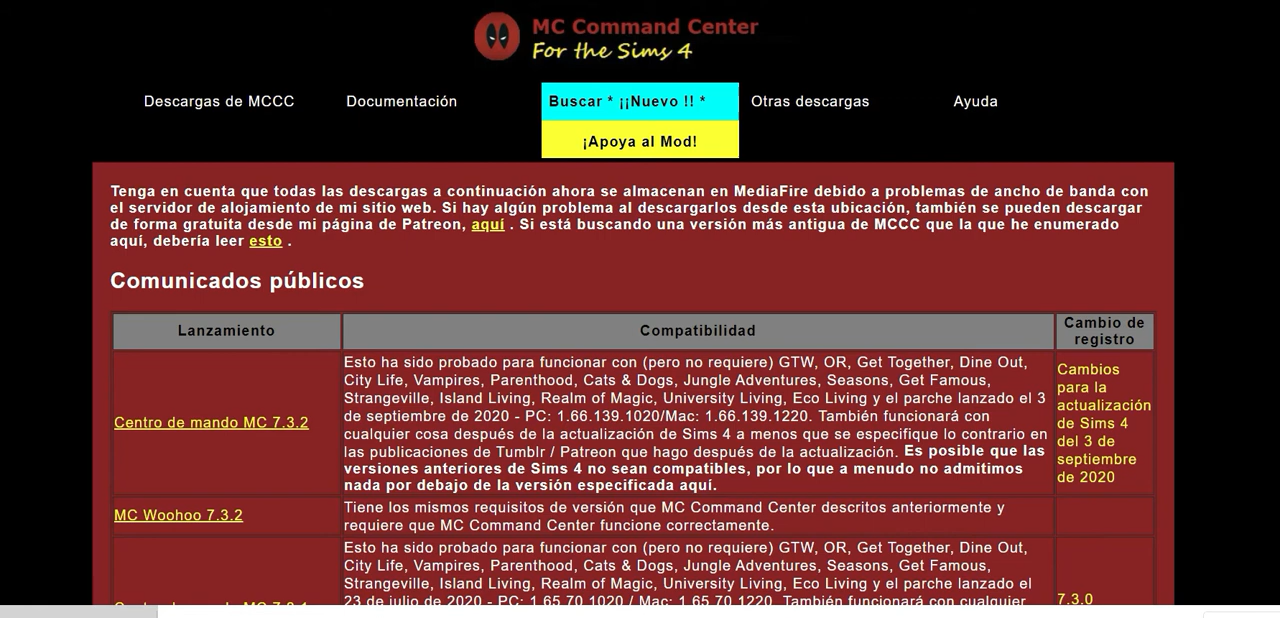 MC Command Center
For the Sims 4
Descargas de MCCC
Documentación
Buscar * ¡¡Nuevo !! *
Otras descargas
Ayuda
¡Apoya al Mod!
Tenga en cuenta que todas las descargas a continuación ahora se almacenan en MediaFire debido a problemas de ancho de banda con
el servidor de alojamiento de mi sitio web. Si hay algún problema al descargarlos desde esta ubicación, también se pueden descargar
de forma gratuita desde mi página de Patreon, aquí . Si está buscando una versión más antigua de MCCC que la que he enumerado
aquí, debería leer esto .
Comunicados públicos
Lanzamiento
Compatibilidad
Cambio de
registro
Centro de mando MC 7.3.2
Esto ha sido probado para funcionar con (pero no requiere) GTW, OR, Get Together, Dine Out,
City Life, Vampires, Parenthood, Cats & Dogs, Jungle Adventures, Seasons, Get Famous,
Strangeville, Island Living, Realm of Magic, University Living, Eco Living y el parche lanzado el 3
de septiembre de 2020 - PC: 1.66.139.1020/Mac: 1.66.139.1220. También funcionará con
cualquier cosa después de la actualización de Sims 4 a menos que se especifique lo contrario en
las publicaciones de Tumblr / Patreon que hago después de la actualización. Es posible que las
versiones anteriores de Sims 4 no sean compatibles, por lo que a menudo no admitimos
nada por debajo de la versión especificada aquí.
Cambios
para la
actualización
de Sims 4
del 3 de
septiembre
de 2020
MC Woohoo 7.3.2
Tiene los mismos requisitos de versión que MC Command Center descritos anteriormente y
requiere que MC Command Center funcione correctamente.
Esto ha sido probado para funcionar con (pero no requiere) GTW, OR, Get Together, Dine Out,
City Life, Vampires, Parenthood, Cats & Dogs, Jungle Adventures, Seasons, Get Famous,
Strangeville, Island Living, Realm of Magic, University Living, Eco Living y el parche lanzado el
23 de julio de 2020 - PC: 1.65.70.1020 / Mac: 1.65.70.1220. También funcionará con cualquier
7.3.0